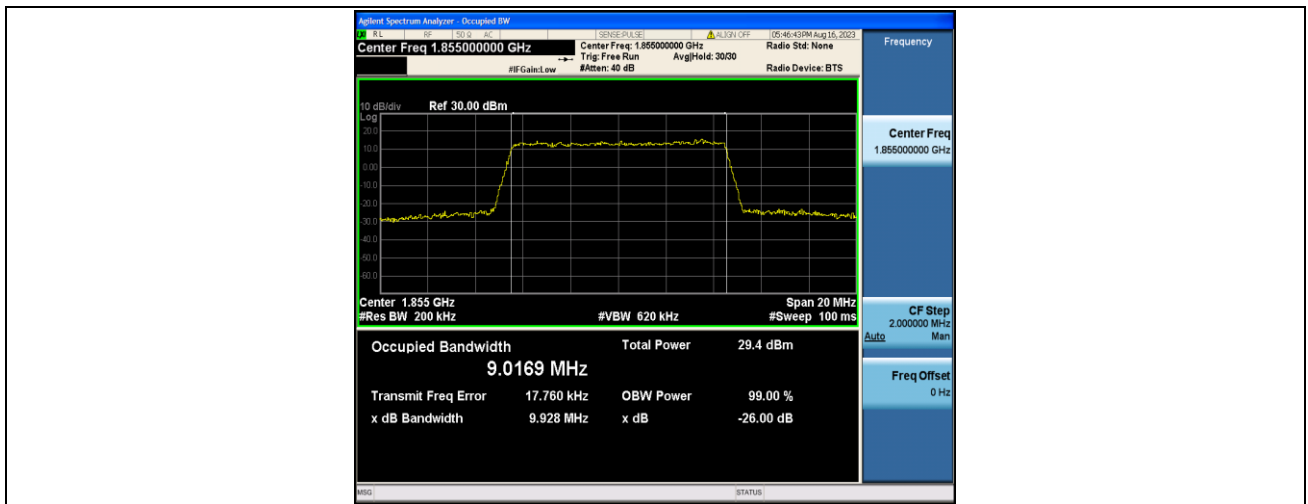 Agilent Spectrum Analyzer - Occupied BW
RL RF 50 Ω AC SENSE:PULSE ALIGN OFF 05:46:43PM Aug 16, 2023
Center Freq 1.855000000 GHz
Center Freq: 1.855000000 GHz Radio Std: None
Trig: Free Run Avg|Hold: 30/30
#IFGain:Low #Atten: 40 dB Radio Device: BTS
Frequency
10 dB/div Ref 30.00 dBm
Log
20.0
10.0
0.00
-10.0
-20.0
-30.0
-40.0
-50.0
-60.0
Center 1.855 GHz Span 20 MHz
#Res BW 200 kHz #VBW 620 kHz #Sweep 100 ms
Occupied Bandwidth Total Power 29.4 dBm
9.0169 MHz
Transmit Freq Error 17.760 kHz OBW Power 99.00 %
x dB Bandwidth 9.928 MHz x dB -26.00 dB
Center Freq
1.855000000 GHz
CF Step
2.000000 MHz
Auto Man
Freq Offset
0 Hz
MSG STATUS